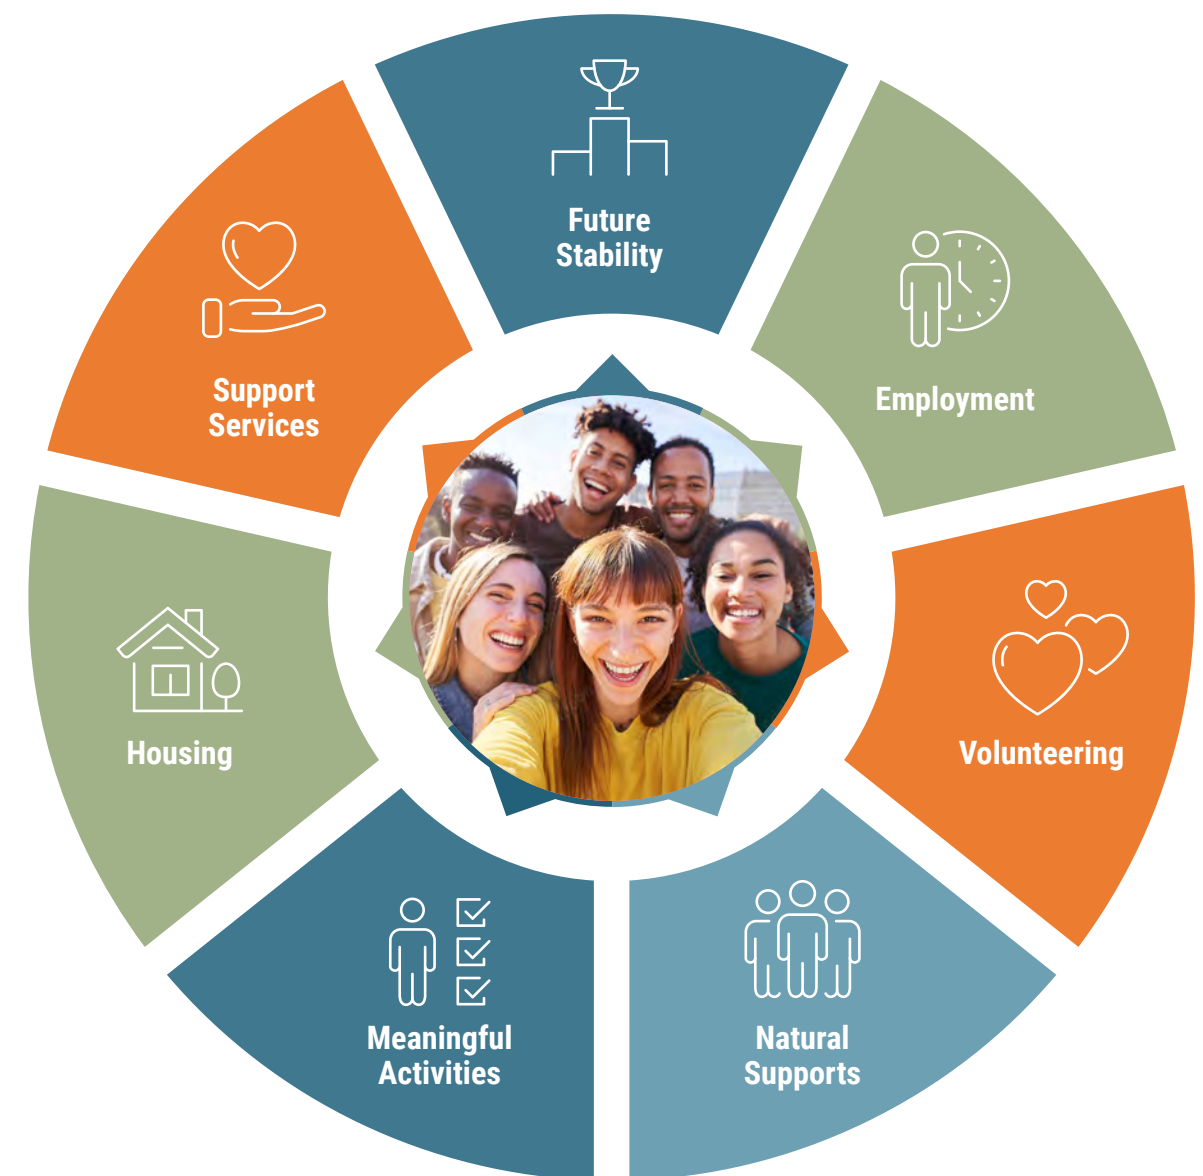 Future
Stability
Employment
Volunteering
Natural
Supports
Meaningful
Activities
Housing
Support
Services